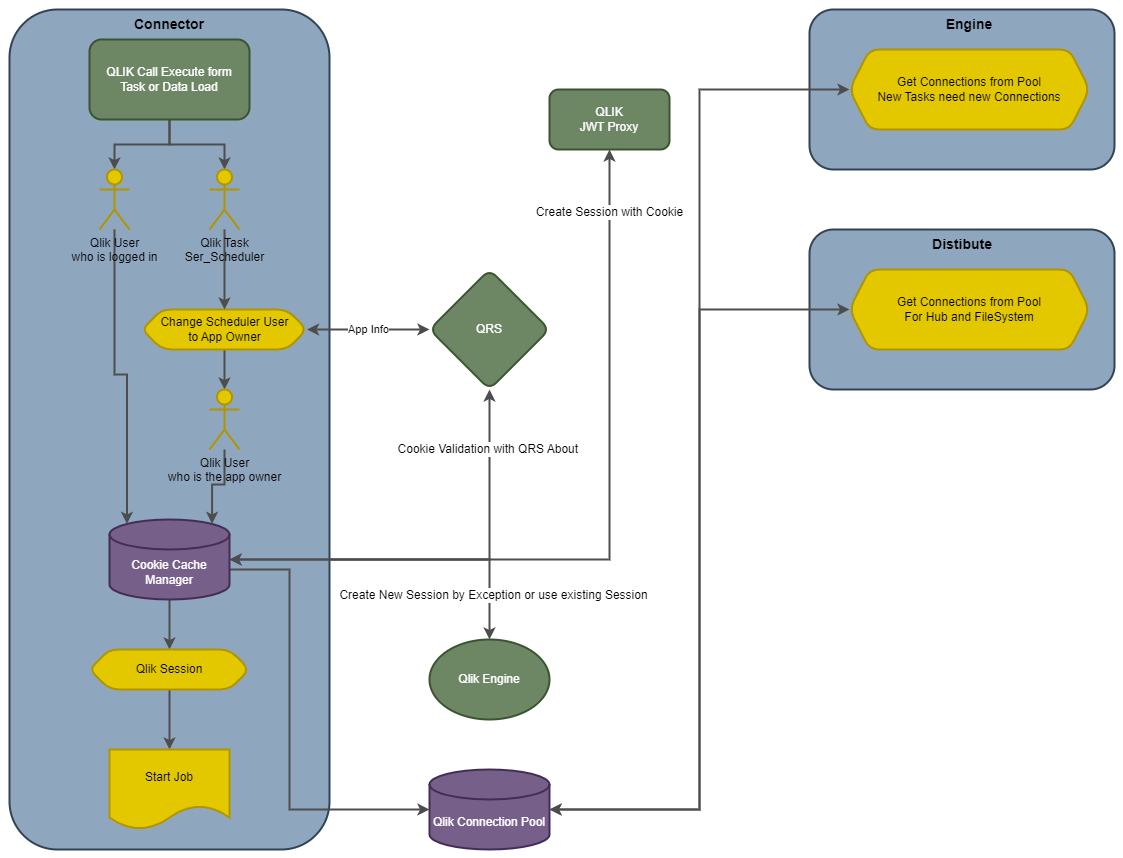 Connector
QLIK Call Execute form
Task or Data Load
Qlik User
who is logged in
Qlik Task
Ser_Scheduler
Change Scheduler User
to App Owner
App Info
QRS
Qlik User
who is the app owner
Cookie Cache
Manager
Qlik Session
Start Job
QLIK
JWT Proxy
Create Session with Cookie
Cookie Validation with QRS About
Create New Session by Exception or use existing Session
Qlik Engine
Qlik Connection Pool
Engine
Get Connections from Pool
New Tasks need new Connections
Distibute
Get Connections from Pool
For Hub and FileSystem